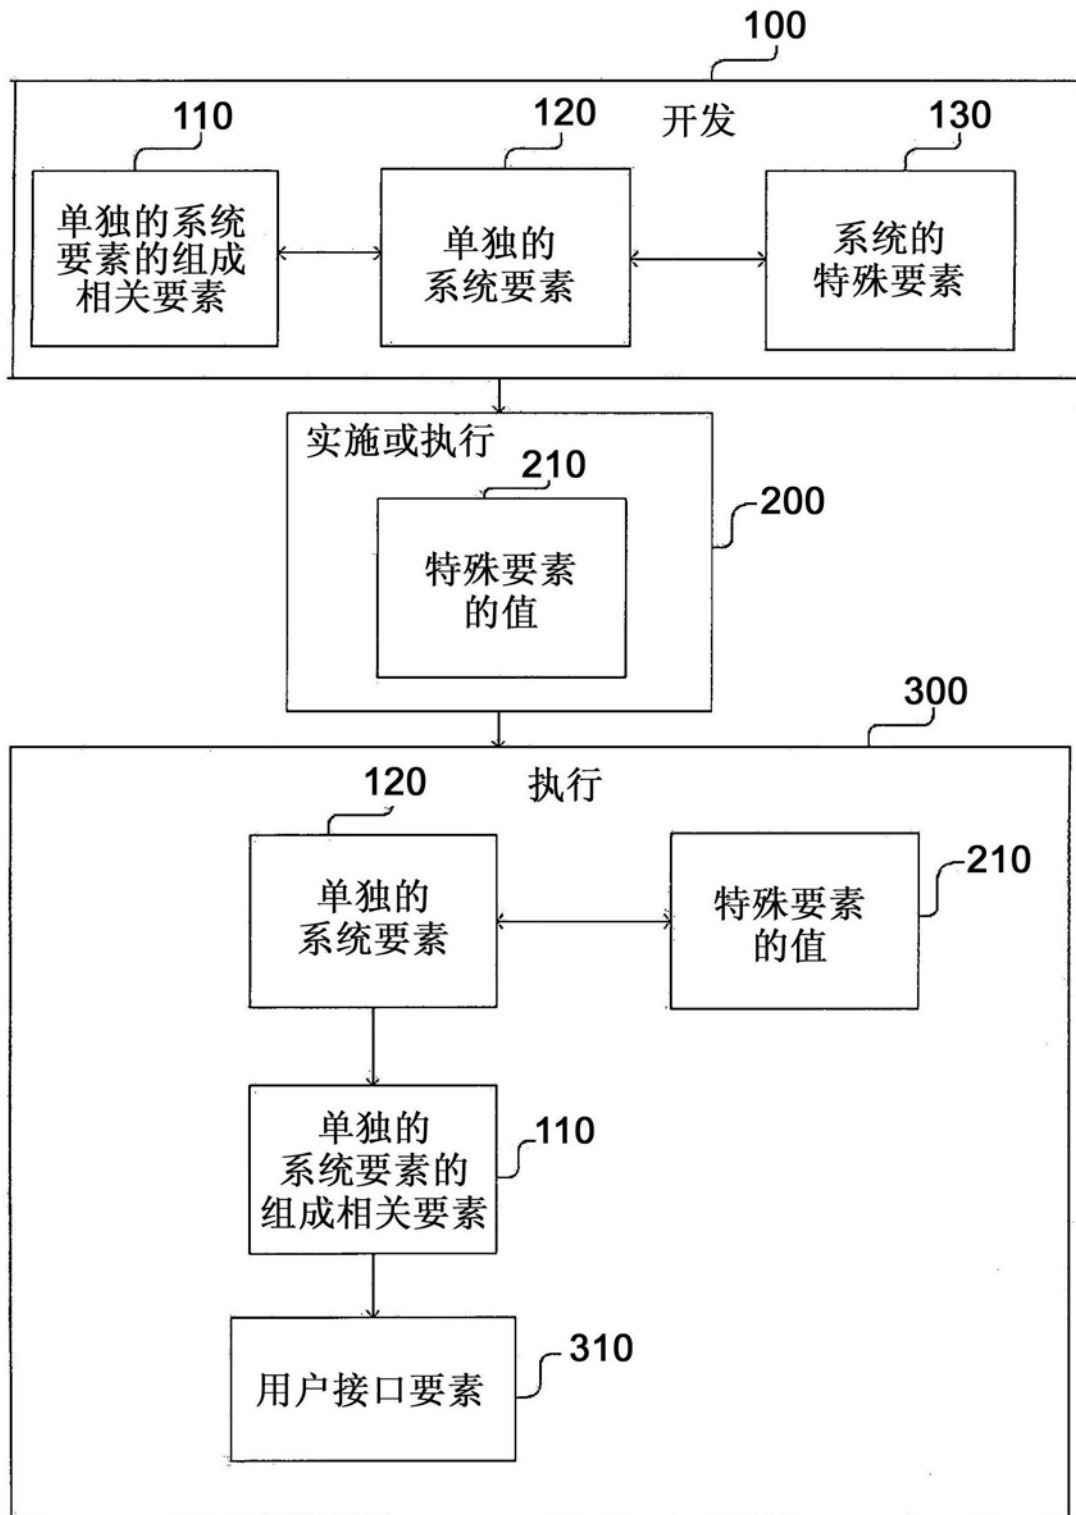 100
开发
110
120
130
单独的系统
要素的组成
相关要素
单独的
系统要素
系统的
特殊要素
实施或执行
210
200
特殊要素
的值
300
执行
120
210
单独的
系统要素
特殊要素
的值
单独的
系统要素的
组成相关要素
110
用户接口要素
310